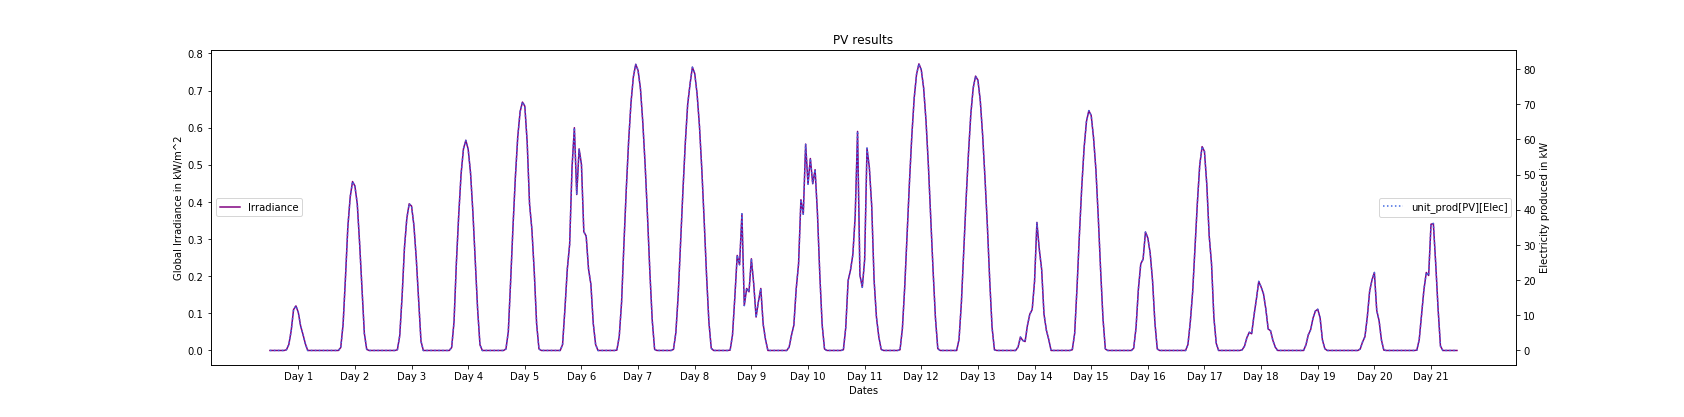 PV results
Global Irradiance in kW/m^2
0.8
0.7
0.6
0.5
0.4
0.3
0.2
0.1
0.0
Irradiance
unit_prod[PV][Elec]
80
70
60
50
40
30
20
10
0
Electricity produced in kW
Day 1 Day 2 Day 3 Day 4 Day 5 Day 6 Day 7 Day 8 Day 9 Day 10 Day 11 Day 12 Day 13 Day 14 Day 15 Day 16 Day 17 Day 18 Day 19 Day 20 Day 21
Dates